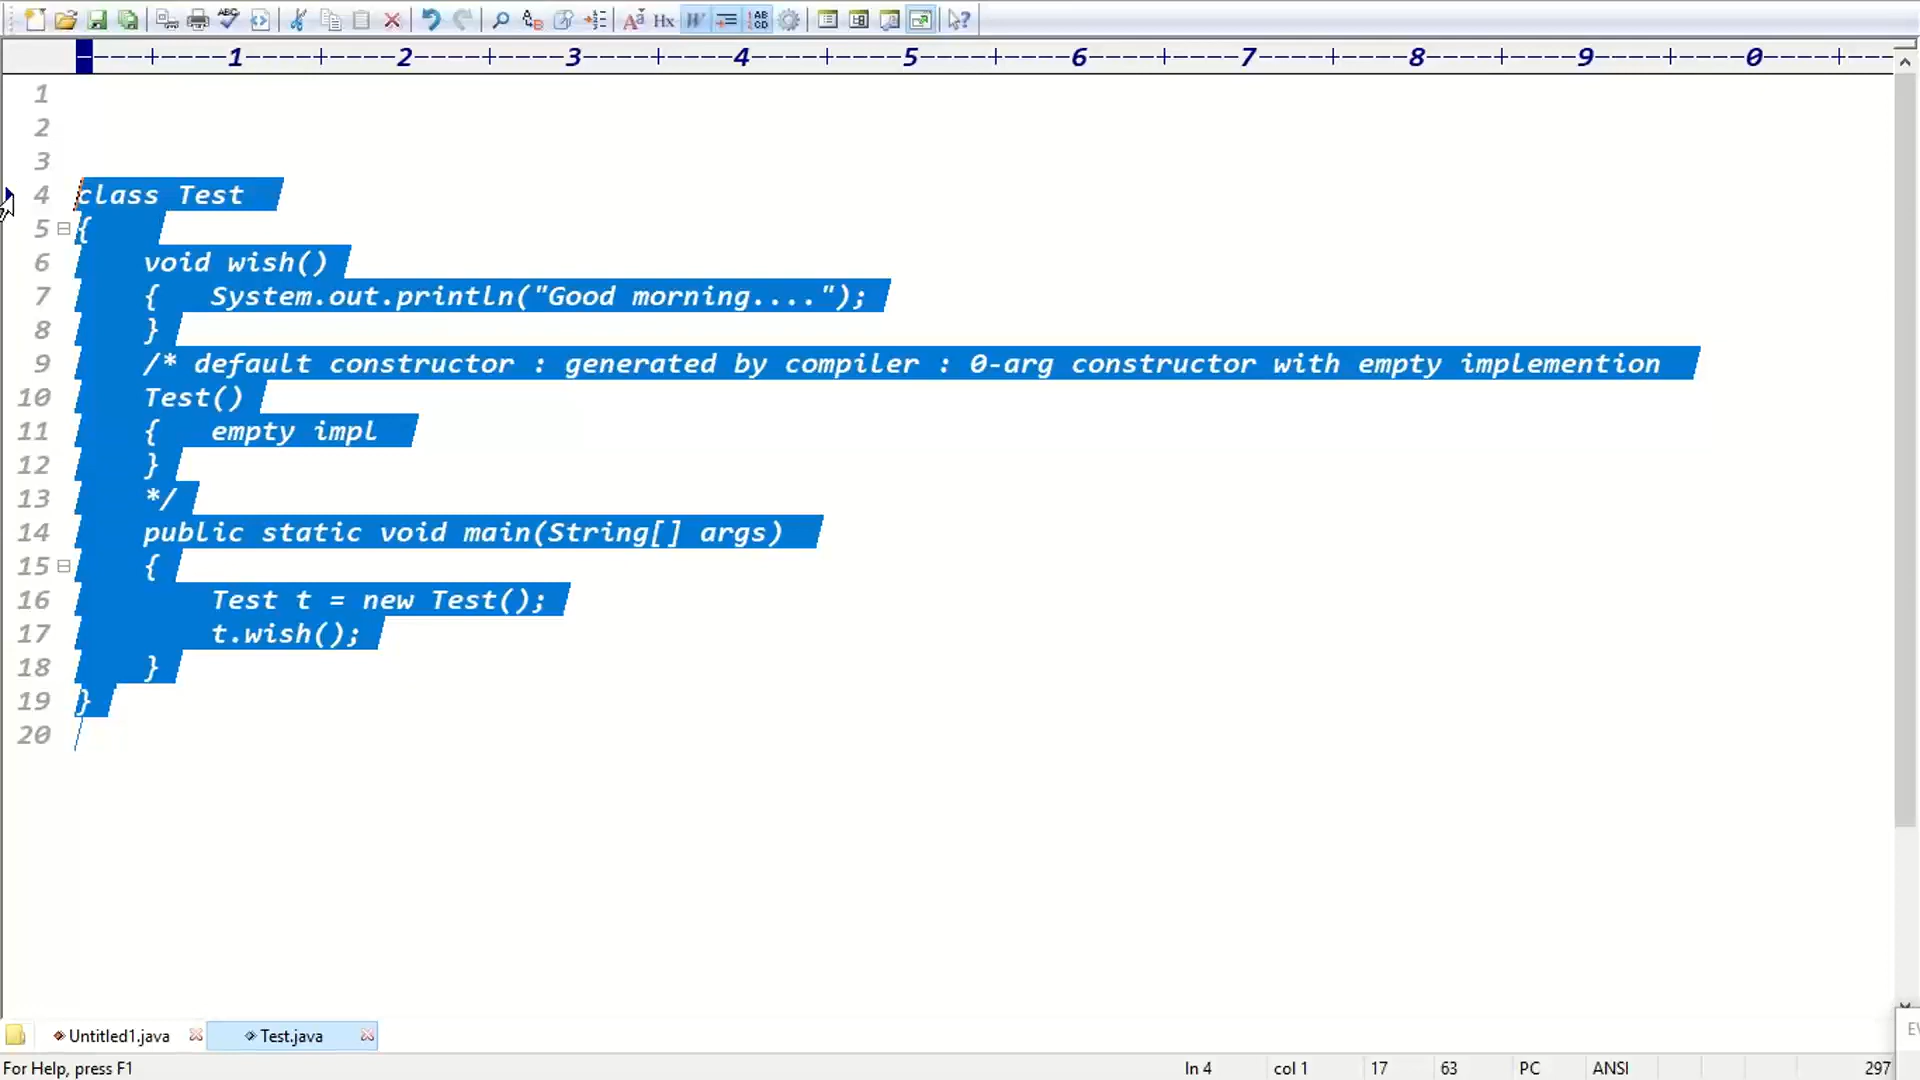 ----+----1----+----2----+----3----+----4----+----5----+----6----+----7----+----8----+----9----+----0----+---
1
2
3
4 class Test
5 {
6 void wish()
7 { System.out.println("Good morning....");
8 }
9 /* default constructor : generated by compiler : 0-arg constructor with empty implemention
10 Test()
11 { empty impl
12 }
13 */
14 public static void main(String[] args)
15 {
16 Test t = new Test();
17 t.wish();
18 }
19 }
20
Untitled1.java Test.java
For Help, press F1 ln 4 col 1 17 63 PC ANSI 297